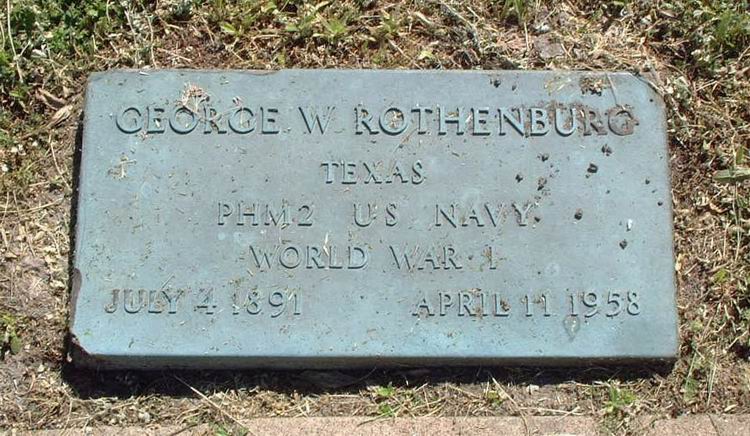 GEORGE W ROTHENBURG
TEXAS
PHM2 US NAVY
WORLD WAR I
JULY 4 1891 APRIL 11 1958